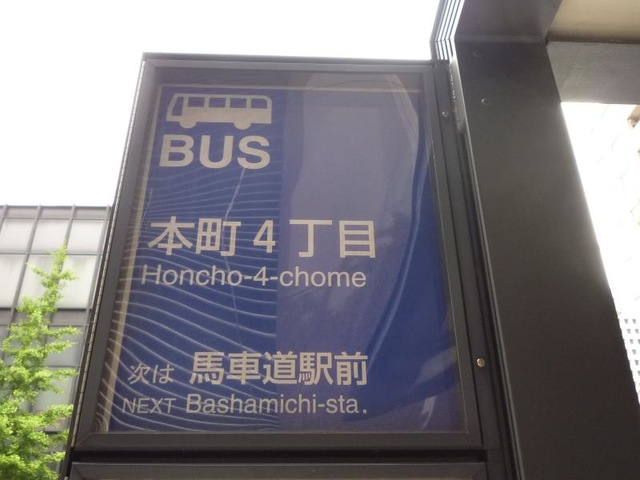 BUS
本町4丁目
Honcho-4-chome
次は 馬車道駅前
NEXT Bashamichi-sta.